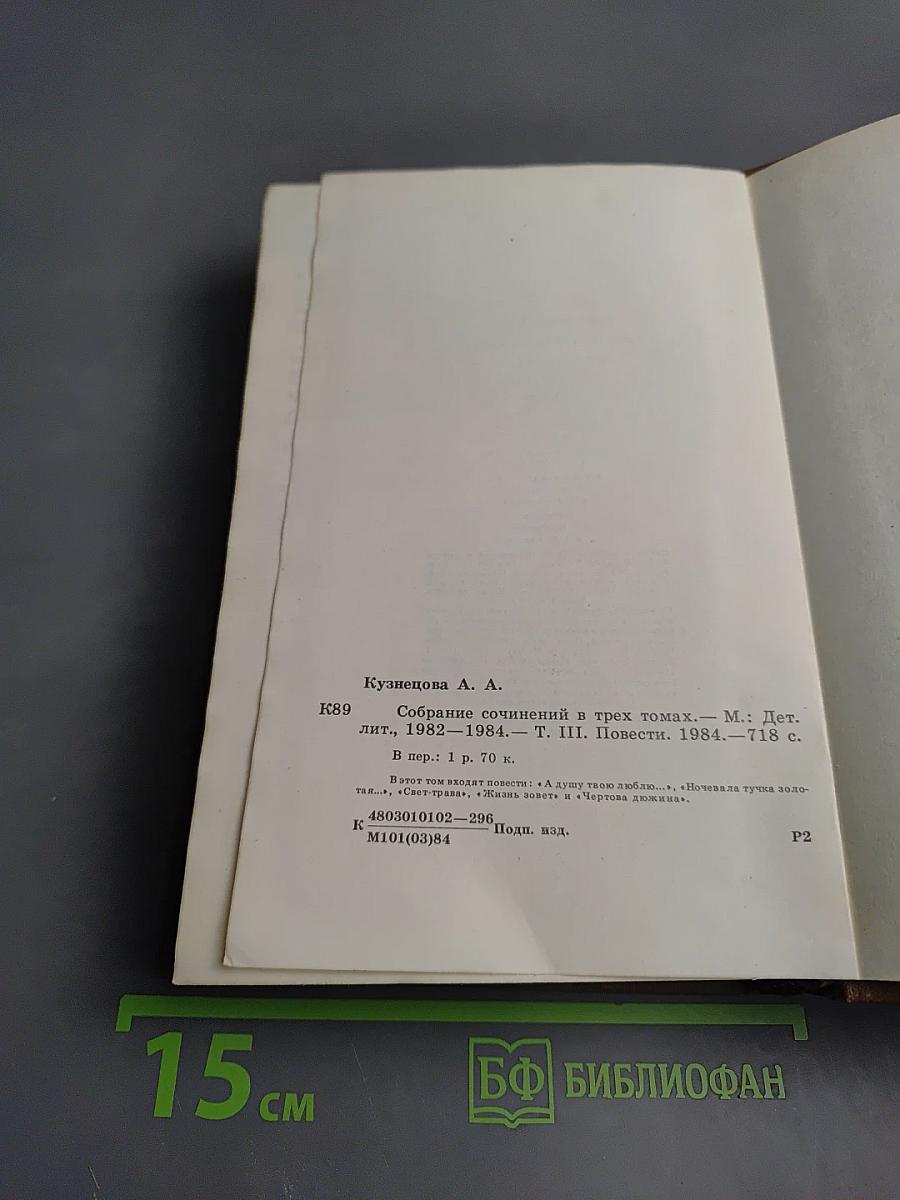 Кузнецова А. А.
К89 Собрание сочинений в трех томах.— М.: Дет.
лит., 1982—1984.— Т. III. Повести. 1984.—718 с.
В пер.: 1 р. 70 к.
В этот том входят повести: «А душу твою люблю...», «Ночевала тучка золо-
тая...», «Свет-трава», «Жизнь зовет» и «Чертова дюжина».
К 4803010102—296 Подп. изд.
М101(03)84
Р2
15 см
БФ БИБЛИОФАН